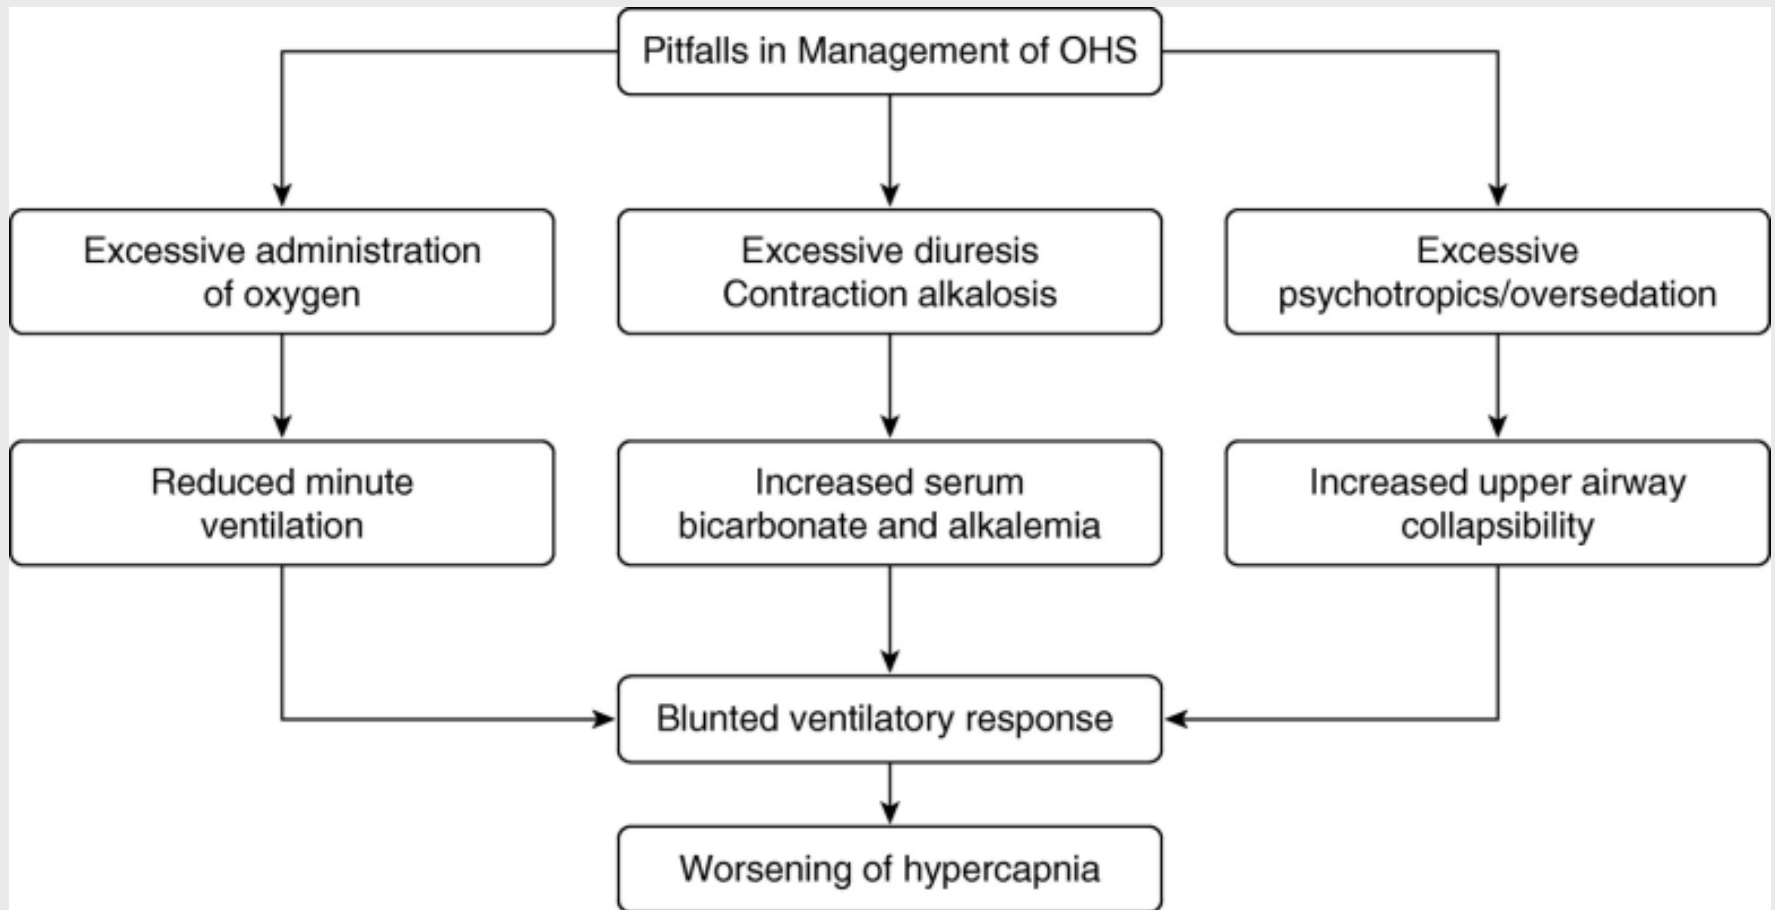 Pitfalls in Management of OHS
Excessive administration
of oxygen
Excessive diuresis
Contraction alkalosis
Excessive
psychotropics/oversedation
Reduced minute
ventilation
Increased serum
bicarbonate and alkalemia
Increased upper airway
collapsibility
Blunted ventilatory response
Worsening of hypercapnia